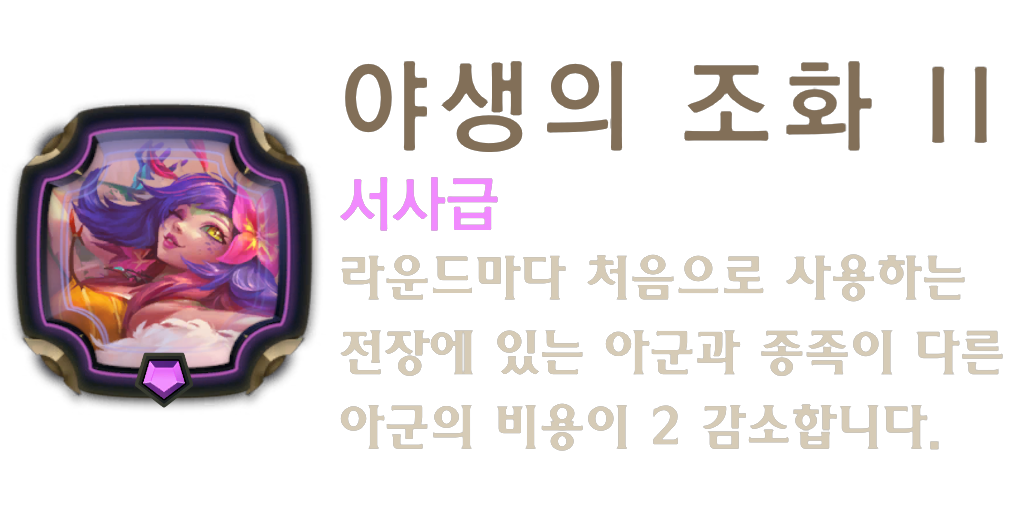 야생의 조화 II
서사급
라운드마다 처음으로 사용하는
전장에 있는 아군과 종족이 다른
아군의 비용이 2 감소합니다.